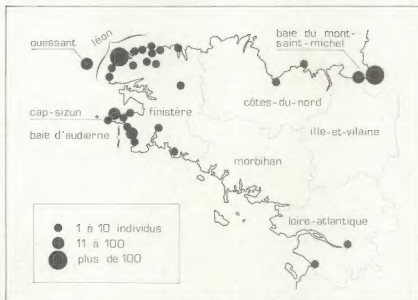 ouessant
léon
baie du mont-
saint-michel
cap-sizun
finistère
côtes-du-nord
baie d'audierne
ille-et-vilaine
morbihan
loire-atlantique
1 à 10 individus
11 à 100
plus de 100